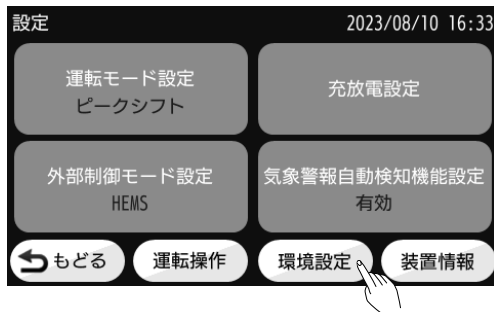 設定 2023/08/10 16:33
運転モード設定
ピークシフト
充放電設定
外部制御モード設定
HEMS
気象警報自動検知機能設定
有効
もどる 運転操作 環境設定 装置情報